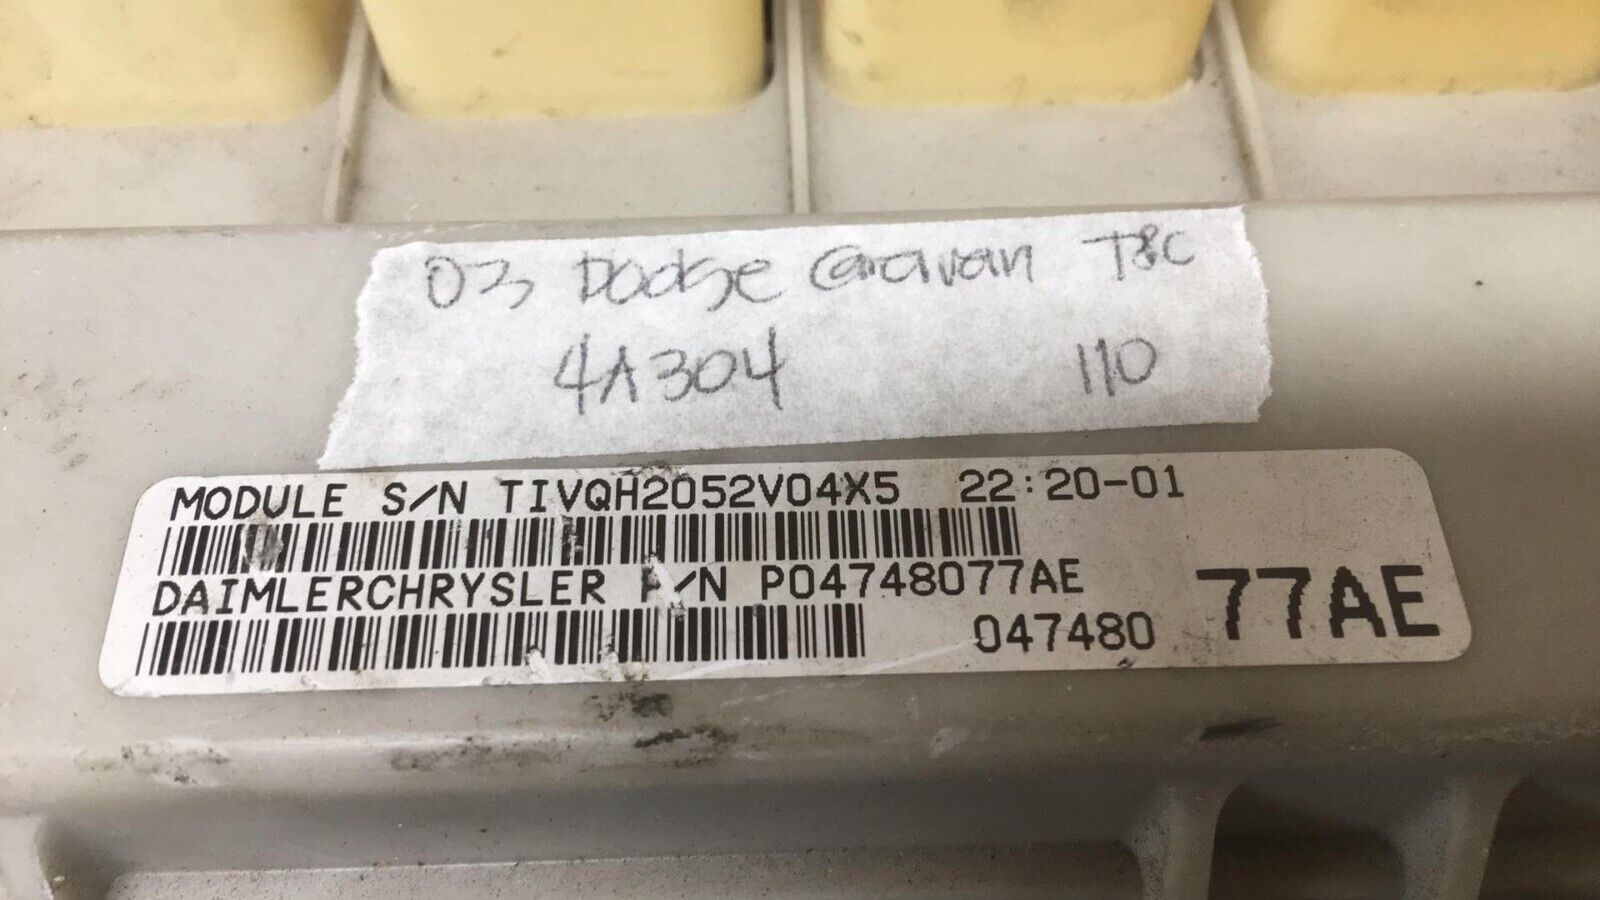 03 Dodge Caravan T&C
4A304 110
MODULE S/N TIVQH2052V04X5 22:20-01
DAIMLERCHRYSLER P/N P04748077AE
047480 77AE